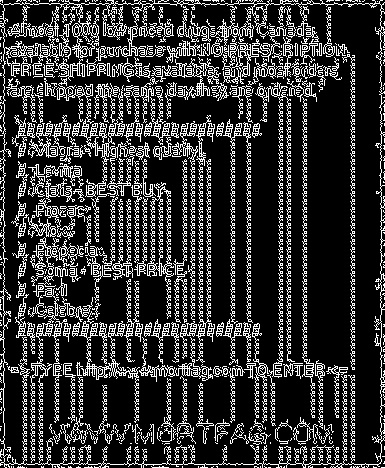 Almost 1000 low priced drugs from Canada,
available for purchase with NO PRESCRIPTION.
FREE SHIPPING is available, and most orders
are shipped the same day they are ordered.
##########################
# Viagra - Highest quality!
# Levitra
# Cialis - BEST BUY
# Prozac
# Vioxx
# Propecia
# Soma - BEST PRICE
# Paxil
# Celebrex
##########################
=> TYPE http://www.mortfag.com TO ENTER <=
WWW.MORTFAG.COM